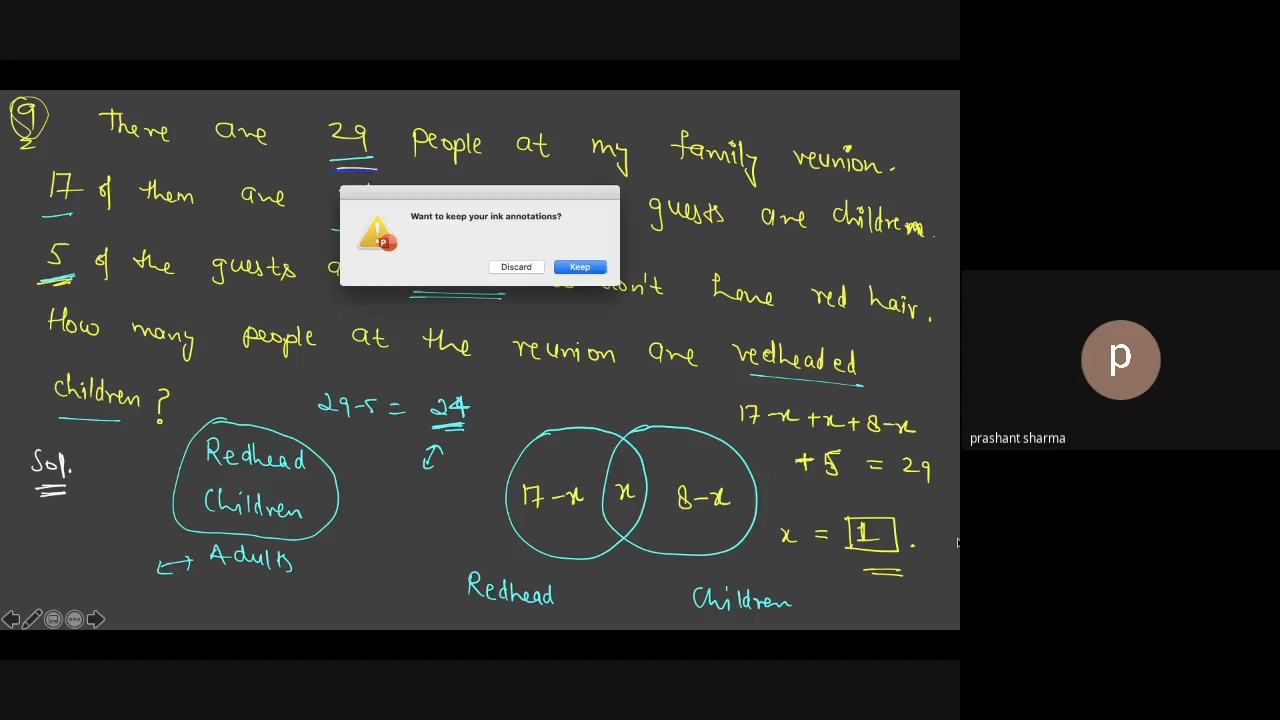 9 There are 29 people at my family reunion.
17 of them are guests are children.
5 of the guests don't have red hair.
How many people at the reunion are redheaded
children?
Want to keep your ink annotations?
Discard Keep
P
29-5 = 24
Sol.
Redhead
Children
Adults
17-x x 8-x
Redhead Children
17-x+x+8-x
+5 = 29
x = 1.
p
prashant sharma